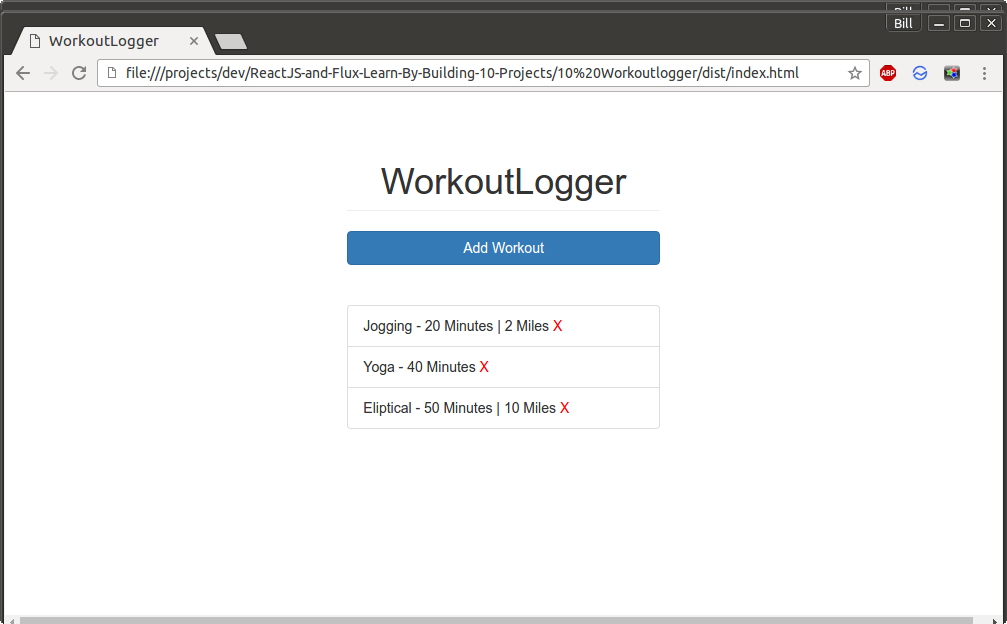 Bill
Bill
WorkoutLogger
file:///projects/dev/ReactJS-and-Flux-Learn-By-Building-10-Projects/10%20Workoutlogger/dist/index.html
ABP
WorkoutLogger
Add Workout
Jogging - 20 Minutes | 2 Miles X
Yoga - 40 Minutes X
Eliptical - 50 Minutes | 10 Miles X